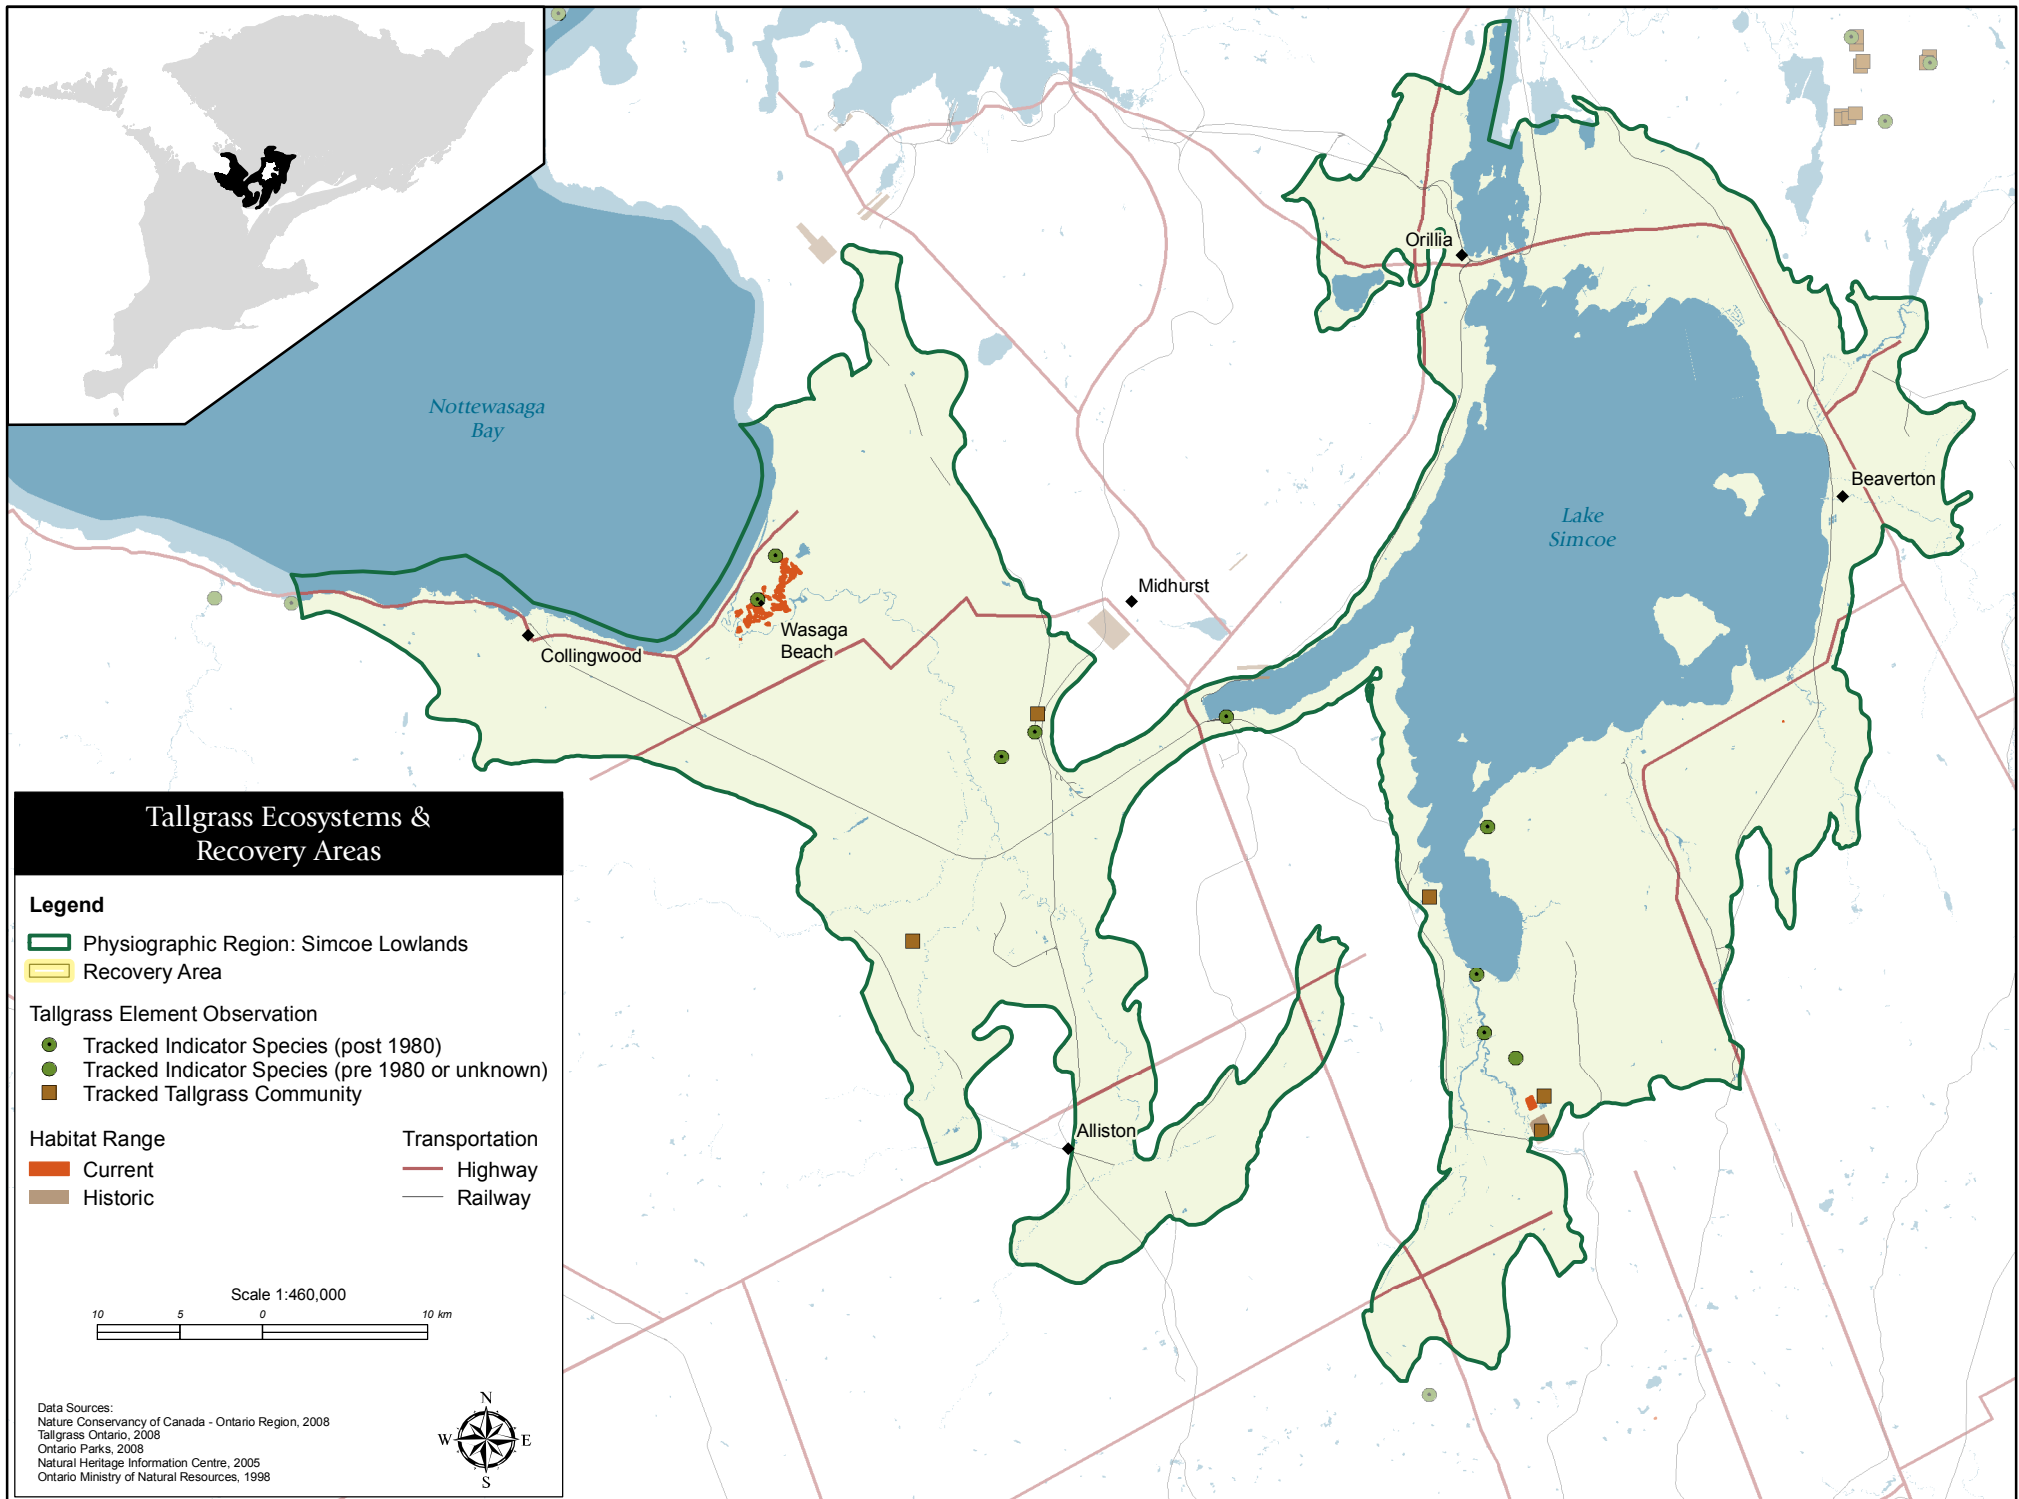 Nottewasaga
Bay
Orillia
Beaverton
Lake
Simcoe
Midhurst
Wasaga
Beach
Collingwood
Alliston
Tallgrass Ecosystems &
Recovery Areas
Legend
Physiographic Region: Simcoe Lowlands
Recovery Area
Tallgrass Element Observation
Tracked Indicator Species (post 1980)
Tracked Indicator Species (pre 1980 or unknown)
Tracked Tallgrass Community
Habitat Range
Current
Historic
Transportation
Highway
Railway
Scale 1:460,000
10 5 0 10 km
Data Sources:
Nature Conservancy of Canada - Ontario Region, 2008
Tallgrass Ontario, 2008
Ontario Parks, 2008
Natural Heritage Information Centre, 2005
Ontario Ministry of Natural Resources, 1998
N
W E
S